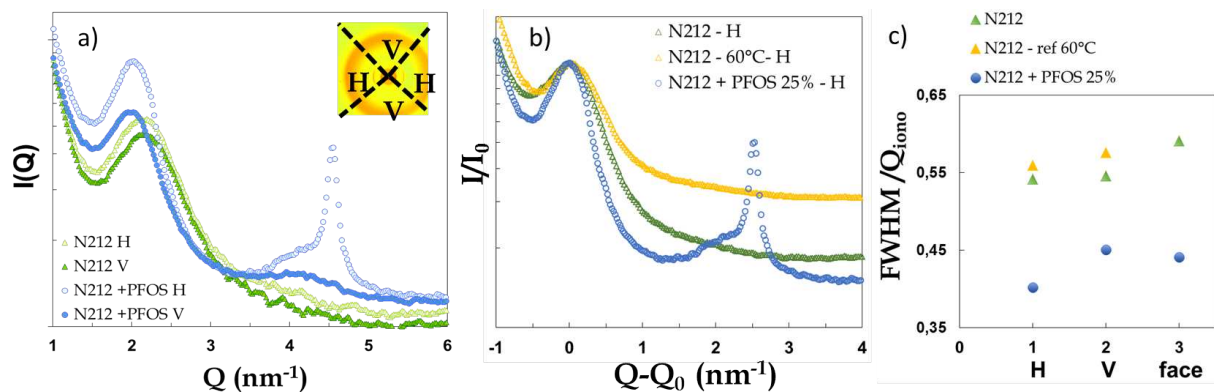 a)
V
H H
V
N212 H
N212 V
N212 +PFOS H
N212 +PFOS V
I(Q)
1 2 3 4 5 6
Q (nm⁻¹)
b)
N212 - H
N212 - 60°C- H
N212 + PFOS 25% - H
I/I₀
-1 0 1 2 3 4
Q-Q₀ (nm⁻¹)
c)
N212
N212 - ref 60°C
N212 + PFOS 25%
FWHM /Qiono
0,65
0,55
0,45
0,35
0 1 2 3
H V face